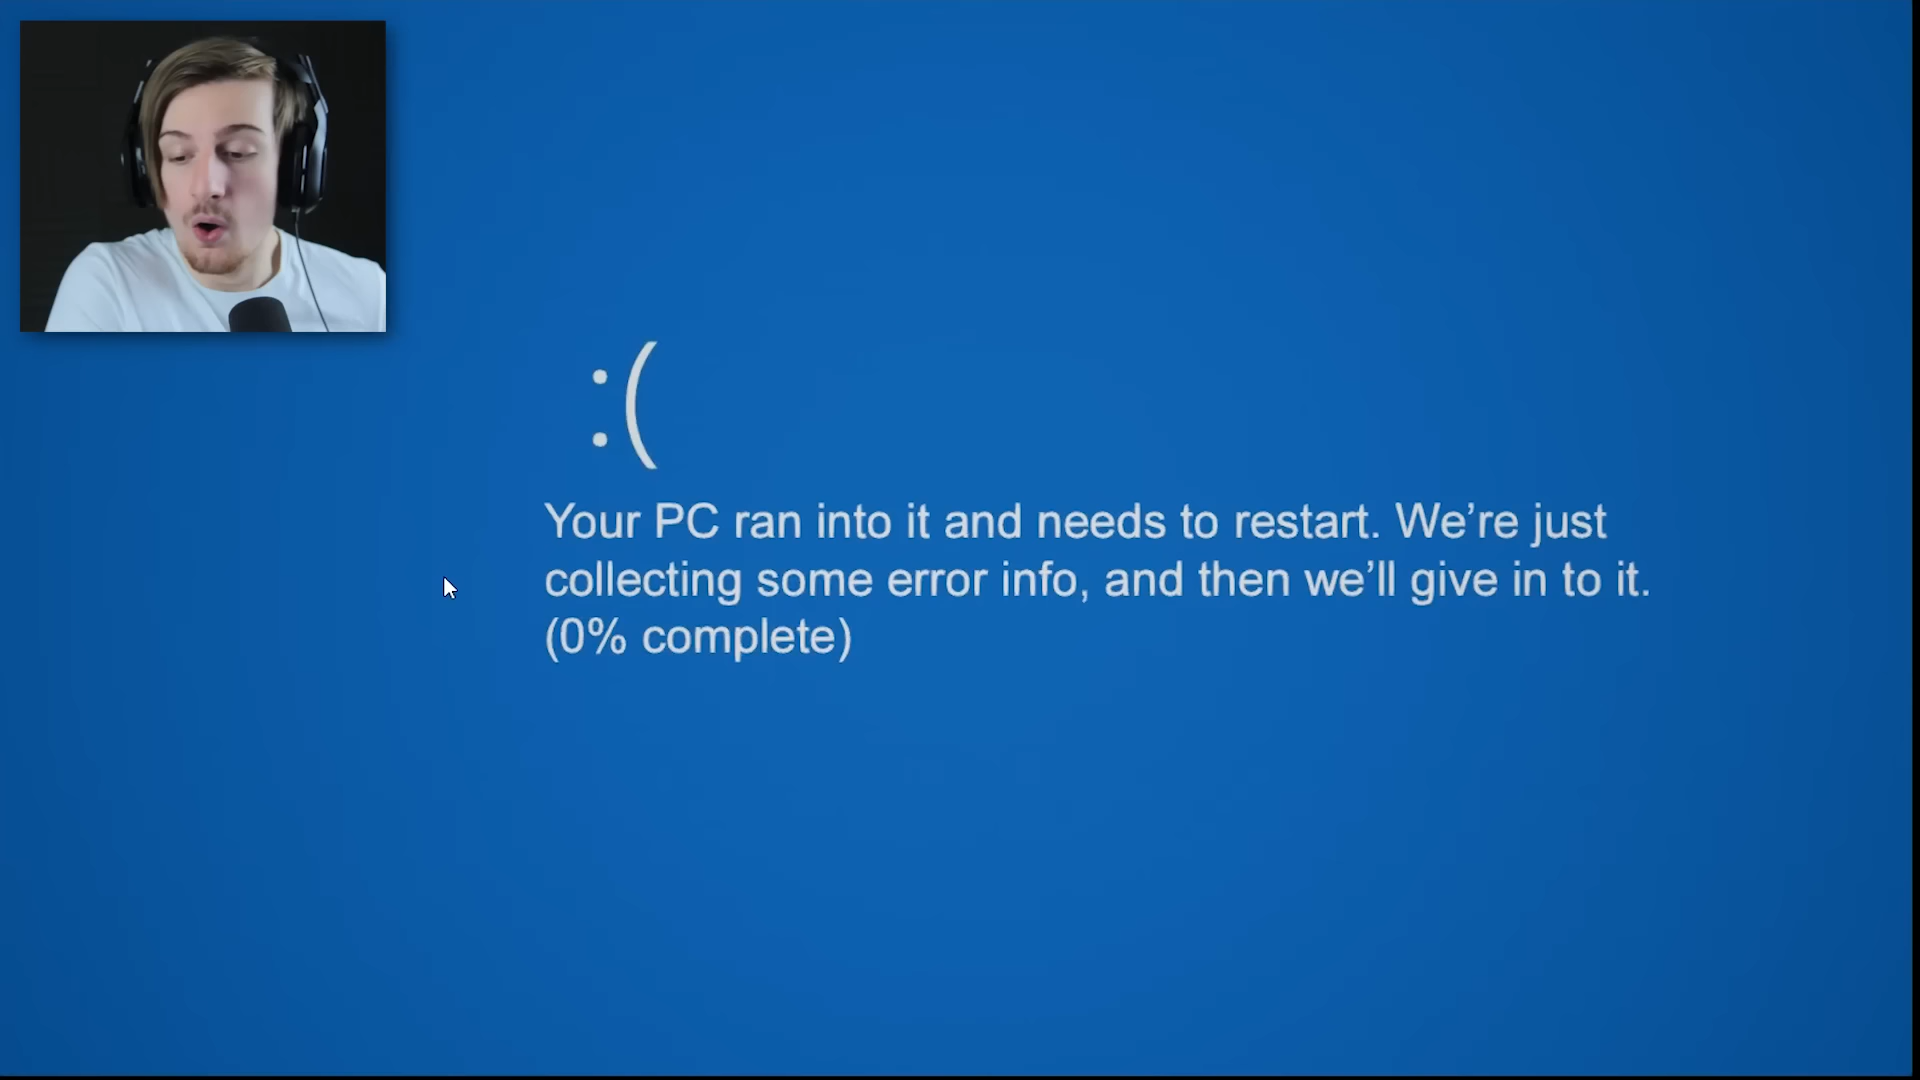 :(
Your PC ran into it and needs to restart. We’re just
collecting some error info, and then we’ll give in to it.
(0% complete)